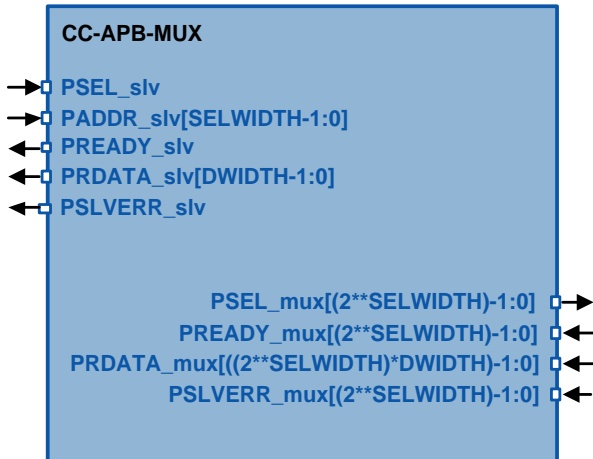 CC-APB-MUX
PSEL_slv
PADDR_slv[SELWIDTH-1:0]
PREADY_slv
PRDATA_slv[DWIDTH-1:0]
PSLVERR_slv
PSEL_mux[(2**SELWIDTH)-1:0]
PREADY_mux[(2**SELWIDTH)-1:0]
PRDATA_mux[((2**SELWIDTH)*DWIDTH)-1:0]
PSLVERR_mux[(2**SELWIDTH)-1:0]